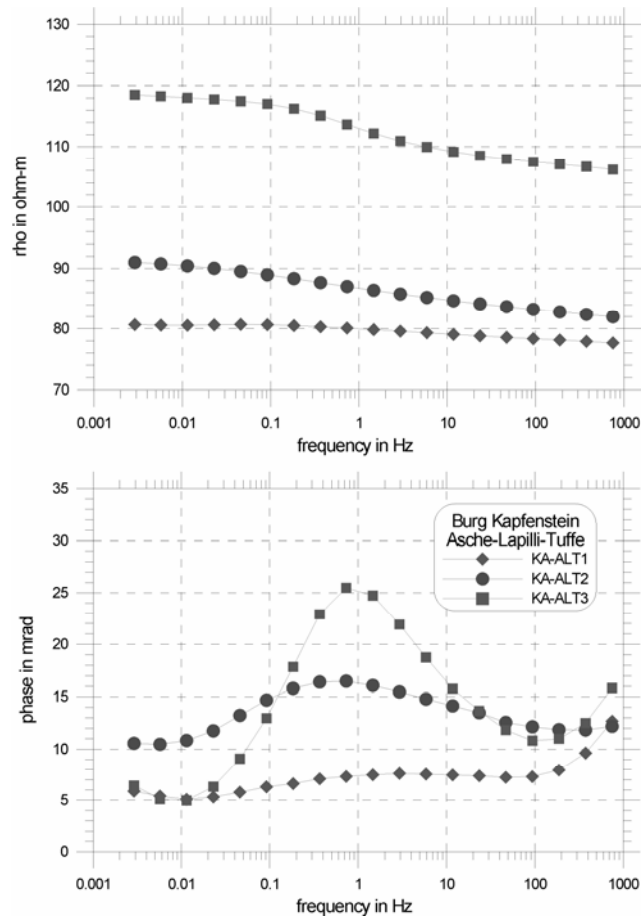 130
120
110
100
90
80
70
rho in ohm-m
0.001 0.01 0.1 1 10 100 1000
frequency in Hz
35
30
25
20
15
10
5
0
phase in mrad
Burg Kapfenstein
Asche-Lapilli-Tuffe
KA-ALT1
KA-ALT2
KA-ALT3
0.001 0.01 0.1 1 10 100 1000
frequency in Hz